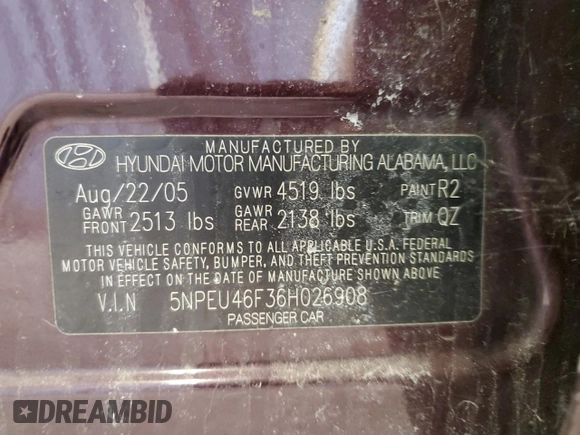 MANUFACTURED BY
HYUNDAI MOTOR MANUFACTURING ALABAMA, LLC
Aug/22/05 GVWR 4519 lbs PAINT R2
GAWR FRONT 2513 lbs GAWR REAR 2138 lbs TRIM QZ
THIS VEHICLE CONFORMS TO ALL APPLICABLE U.S.A. FEDERAL
MOTOR VEHICLE SAFETY, BUMPER, AND THEFT PREVENTION STANDARDS
IN EFFECT ON THE DATE OF MANUFACTURE SHOWN ABOVE
V.I.N 5NPEU46F36H026908
PASSENGER CAR
DREAMBID